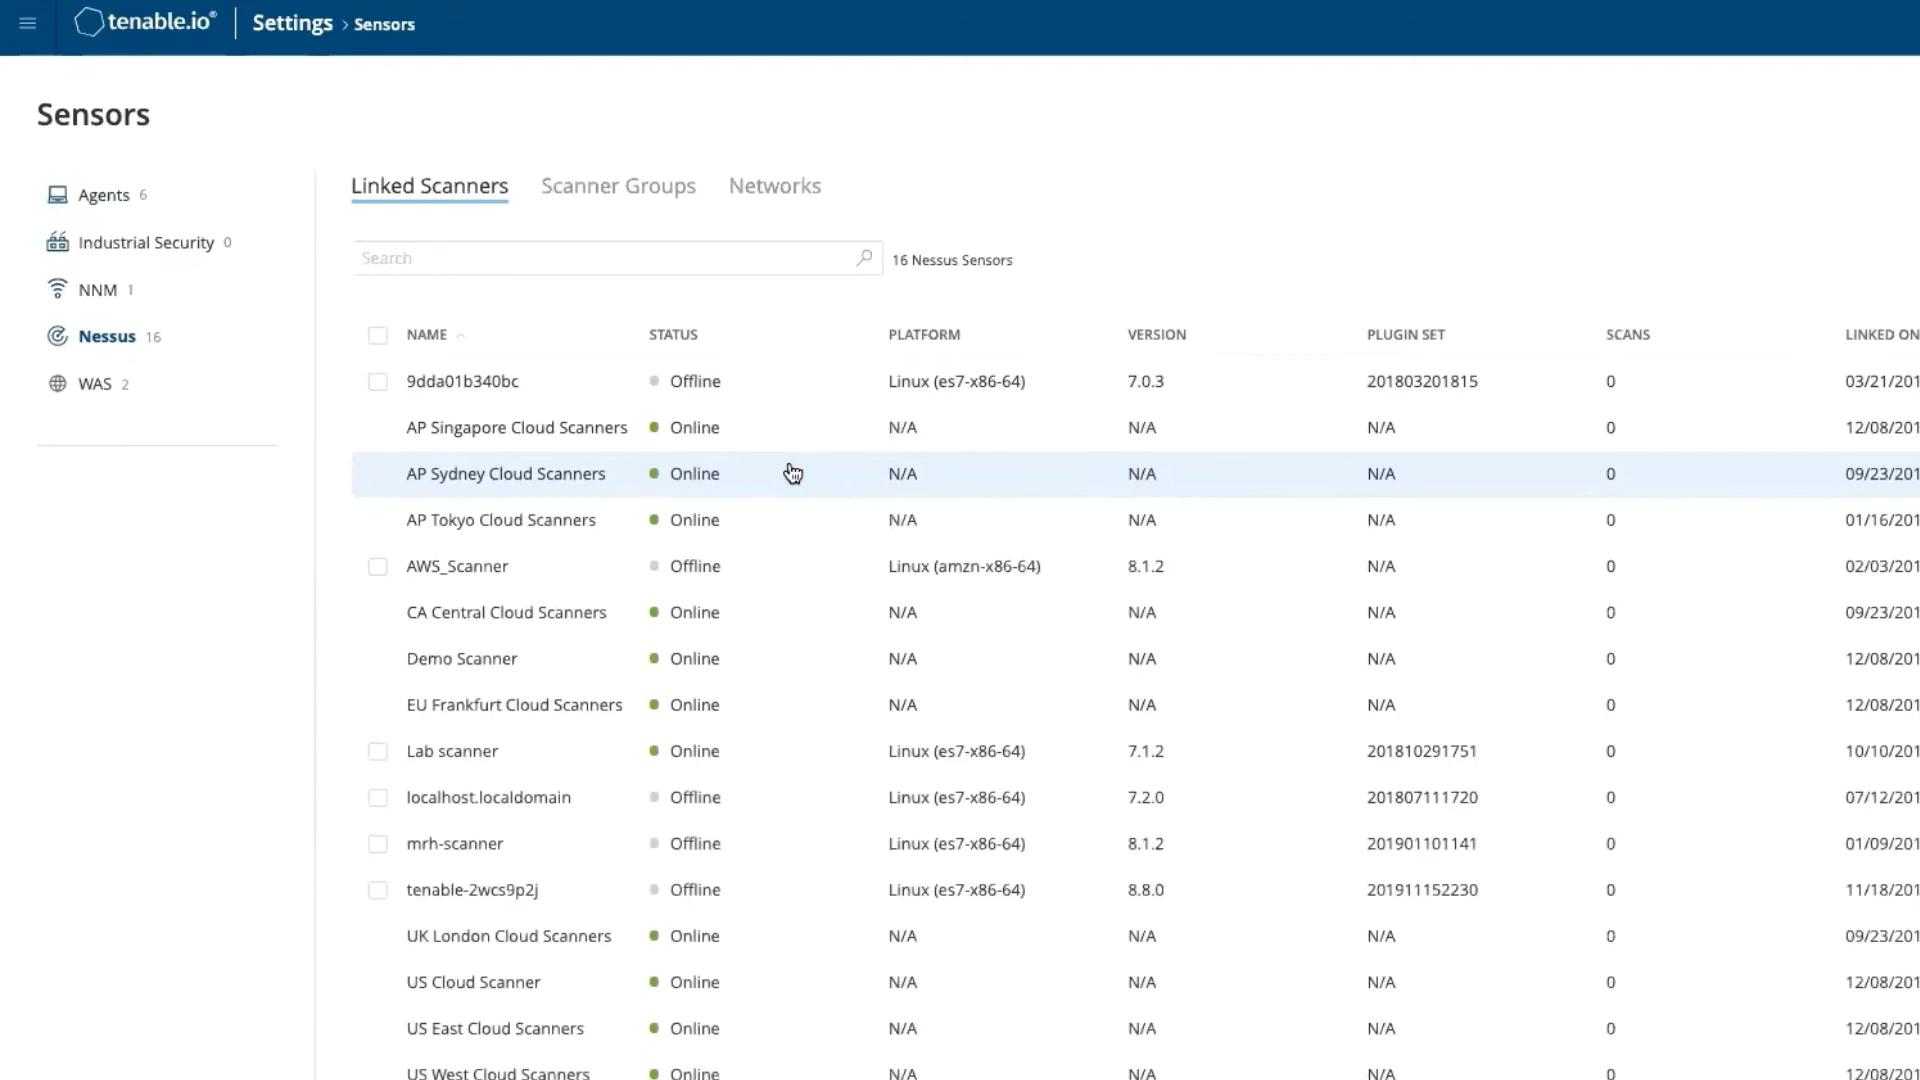 tenable.io® Settings > Sensors
Sensors
Agents 6
Industrial Security 0
NNM 1
Nessus 16
WAS 2
Linked Scanners Scanner Groups Networks
Search 16 Nessus Sensors
NAME STATUS PLATFORM VERSION PLUGIN SET SCANS LINKED ON
9dda01b340bc Offline Linux (es7-x86-64) 7.0.3 201803201815 0 03/21/201
AP Singapore Cloud Scanners Online N/A N/A N/A 0 12/08/201
AP Sydney Cloud Scanners Online N/A N/A N/A 0 09/23/201
AP Tokyo Cloud Scanners Online N/A N/A N/A 0 01/16/201
AWS_Scanner Offline Linux (amzn-x86-64) 8.1.2 N/A 0 02/03/201
CA Central Cloud Scanners Online N/A N/A N/A 0 09/23/201
Demo Scanner Online N/A N/A N/A 0 12/08/201
EU Frankfurt Cloud Scanners Online N/A N/A N/A 0 12/08/201
Lab scanner Online Linux (es7-x86-64) 7.1.2 201810291751 0 10/10/201
localhost.localdomain Offline Linux (es7-x86-64) 7.2.0 201807111720 0 07/12/201
mrh-scanner Offline Linux (es7-x86-64) 8.1.2 201901101141 0 01/09/201
tenable-2wcs9p2j Offline Linux (es7-x86-64) 8.8.0 201911152230 0 11/18/201
UK London Cloud Scanners Online N/A N/A N/A 0 09/23/201
US Cloud Scanner Online N/A N/A N/A 0 12/08/201
US East Cloud Scanners Online N/A N/A N/A 0 12/08/201
US West Cloud Scanners Online N/A N/A N/A 0 12/08/201